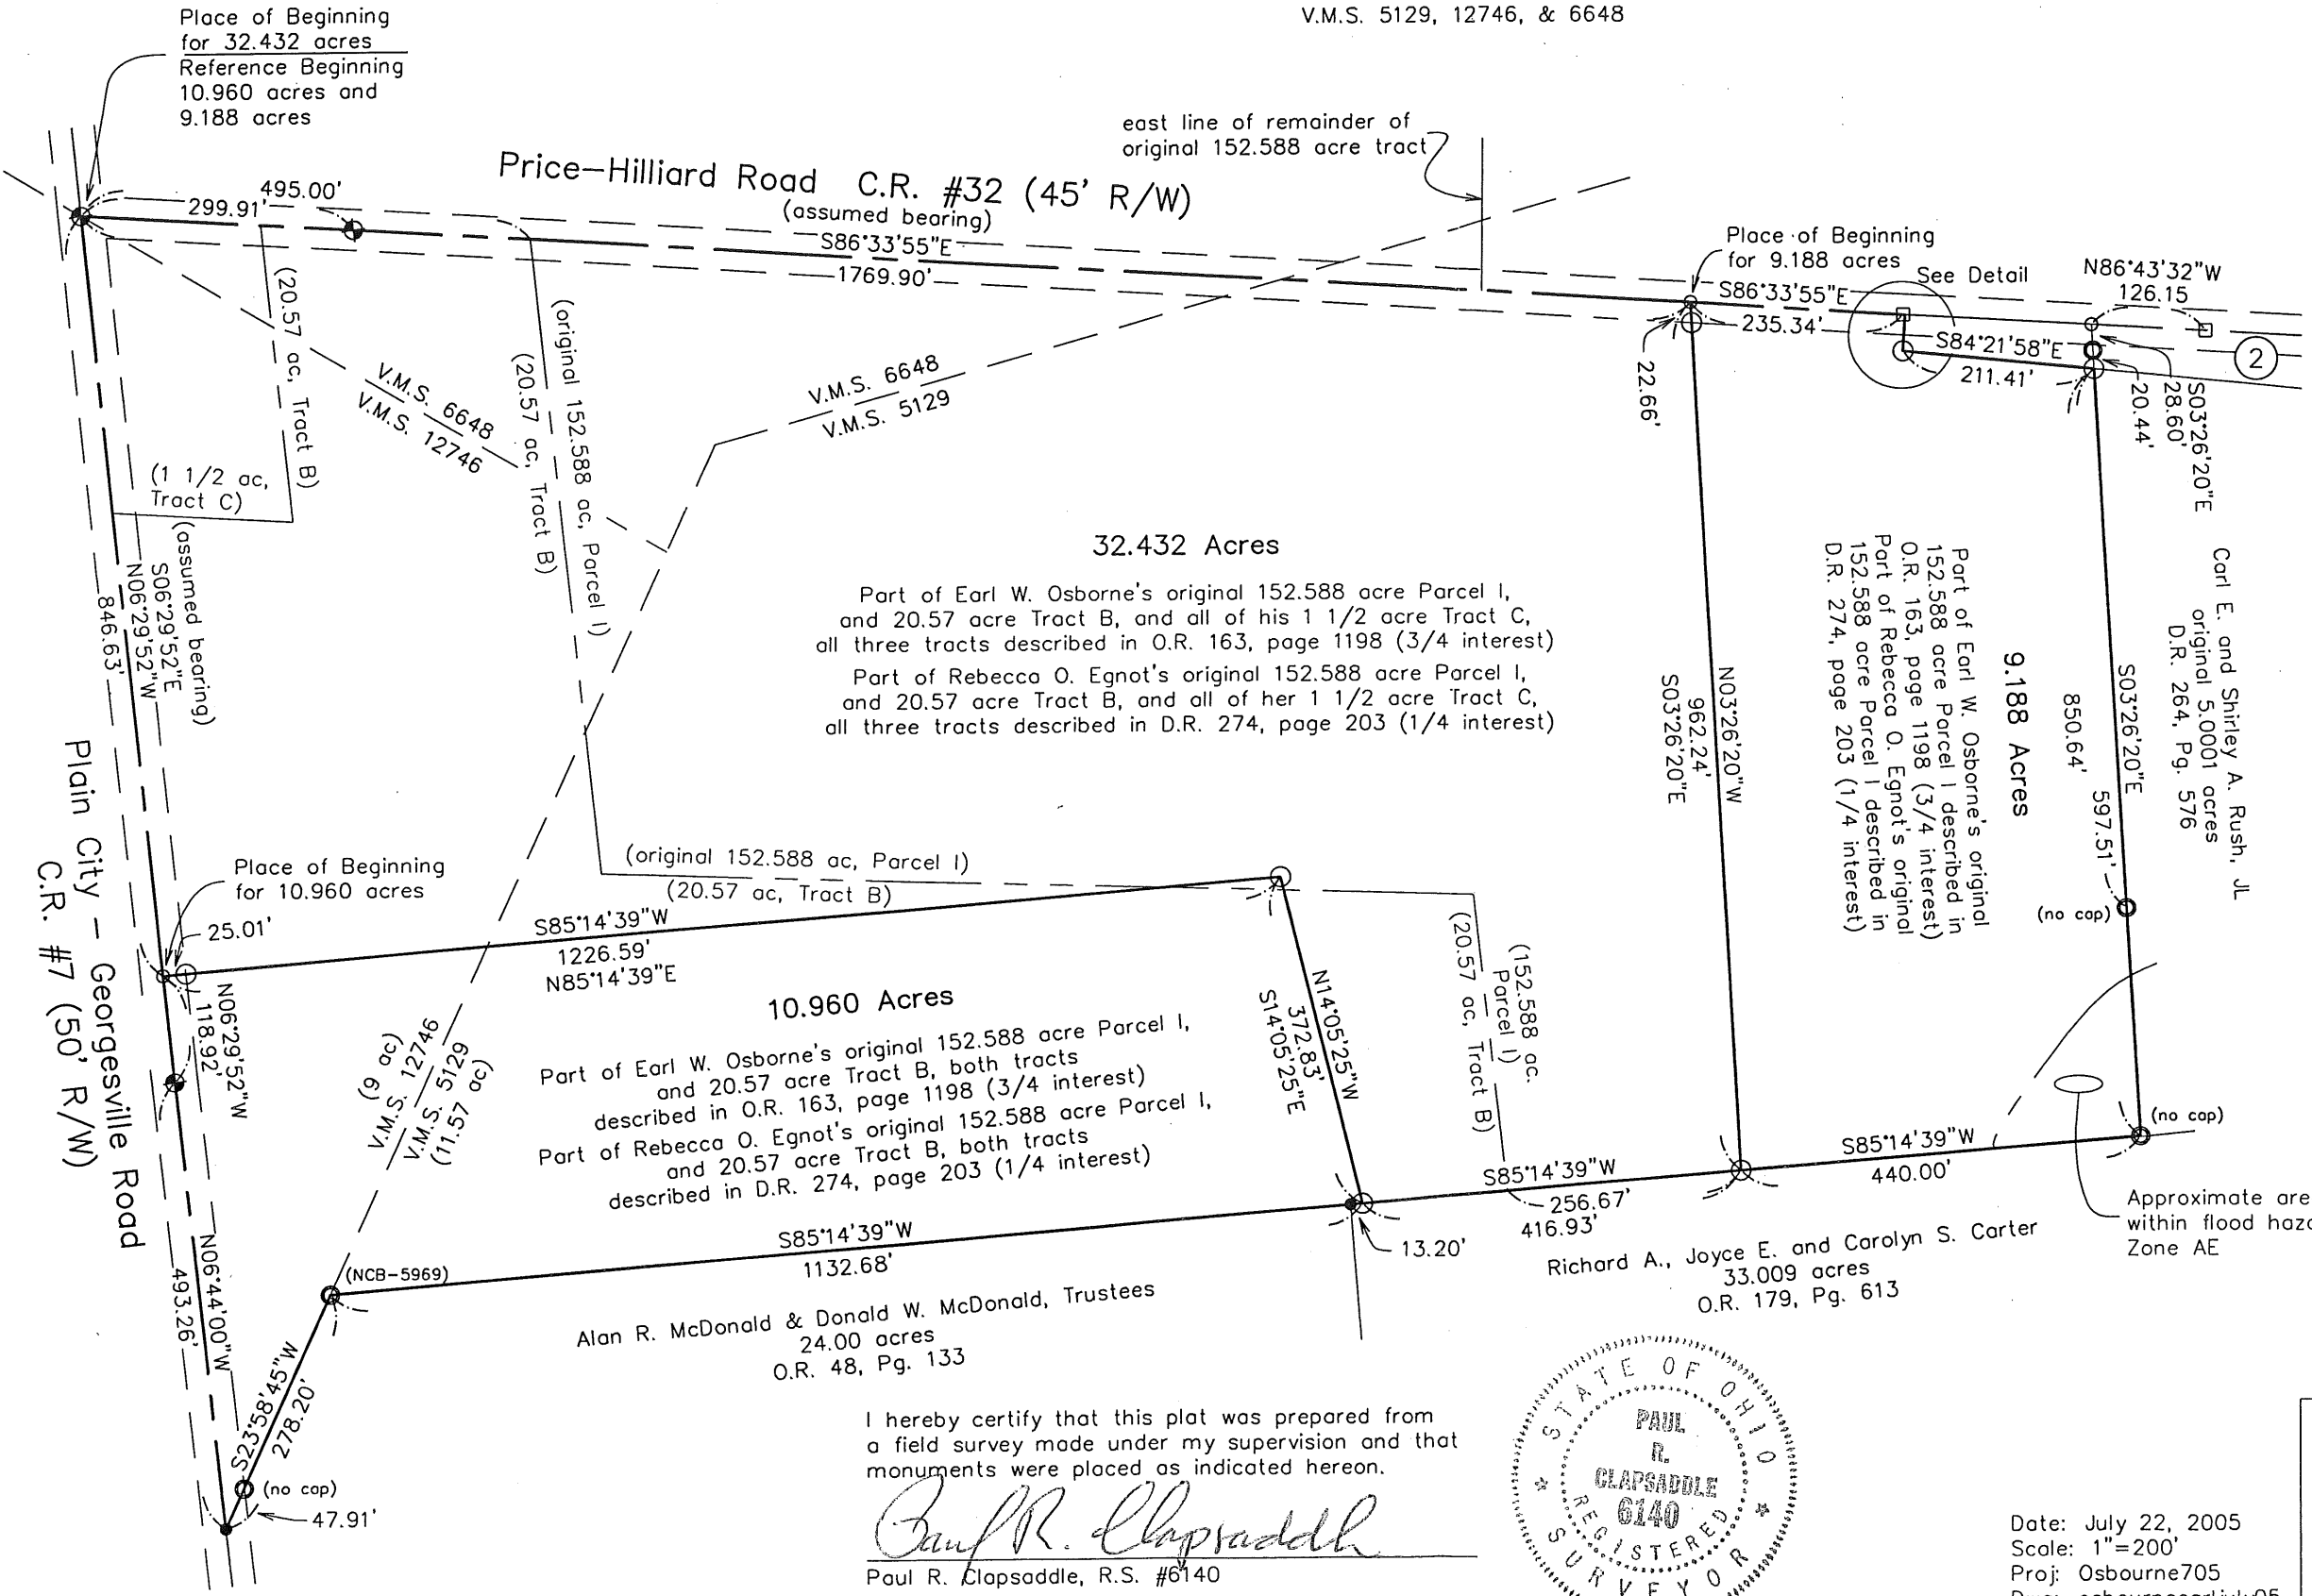 V.M.S. 5129, 12746, & 6648
Place of Beginning
for 32.432 acres
Reference Beginning
10.960 acres and
9.188 acres
east line of remainder of
original 152.588 acre tract
Price-Hilliard Road C.R. #32 (45' R/W)
(assumed bearing)
S86°33'55"E
1769.90'
495.00'
299.91'
Place of Beginning
for 9.188 acres
See Detail
N86°43'32"W
126.15
S86°33'55"E
235.34'
S84°21'58"E
211.41'
2
22.66'
20.44'
28.60'
S03°26'20"E
(20.57 ac, Tract B)
(original 152.588 ac, Parcel I)
(20.57 ac, Tract B)
V.M.S. 6648
V.M.S. 12746
V.M.S. 6648
V.M.S. 5129
(1 1/2 ac,
Tract C)
(assumed bearing)
S06°29'52"E
N06°29'52"W
846.63'
32.432 Acres
Part of Earl W. Osborne's original 152.588 acre Parcel I,
and 20.57 acre Tract B, and all of his 1 1/2 acre Tract C,
all three tracts described in O.R. 163, page 1198 (3/4 interest)
Part of Rebecca O. Egnot's original 152.588 acre Parcel I,
and 20.57 acre Tract B, and all of her 1 1/2 acre Tract C,
all three tracts described in D.R. 274, page 203 (1/4 interest)
N03°26'20"W
962.24'
S03°26'20"E
9.188 Acres
Part of Earl W. Osborne's original
152.588 acre Parcel I described in
O.R. 163, page 1198 (3/4 interest)
Part of Rebecca O. Egnot's original
152.588 acre Parcel I described in
D.R. 274, page 203 (1/4 interest)
S03°26'20"E
850.64'
597.51'
(no cap)
Carl E. and Shirley A. Rush, JL
original 5.0001 acres
D.R. 264, Pg. 576
Plain City - Georgesville Road
C.R. #7 (50' R/W)
Place of Beginning
for 10.960 acres
25.01'
(original 152.588 ac, Parcel I)
(20.57 ac, Tract B)
S85°14'39"W
1226.59'
N85°14'39"E
N06°29'52"W
118.92'
10.960 Acres
Part of Earl W. Osborne's original 152.588 acre Parcel I,
and 20.57 acre Tract B, both tracts
described in O.R. 163, page 1198 (3/4 interest)
Part of Rebecca O. Egnot's original 152.588 acre Parcel I,
and 20.57 acre Tract B, both tracts
described in D.R. 274, page 203 (1/4 interest)
(9 ac)
V.M.S. 12746
V.M.S. 5129
(11.57 ac)
N14°05'25"W
372.83'
S14°05'25"E
(152.588 ac.
Parcel I)
(20.57 ac, Tract B)
S85°14'39"W
256.67'
416.93'
13.20'
S85°14'39"W
440.00'
(no cap)
Approximate are
within flood haza
Zone AE
Richard A., Joyce E. and Carolyn S. Carter
33.009 acres
O.R. 179, Pg. 613
(NCB-5969)
S85°14'39"W
1132.68'
Alan R. McDonald & Donald W. McDonald, Trustees
24.00 acres
O.R. 48, Pg. 133
N06°44'00"W
493.26'
S23°58'45"W
278.20'
(no cap)
47.91'
I hereby certify that this plat was prepared from
a field survey made under my supervision and that
monuments were placed as indicated hereon.
Paul R. Clapsaddle
Paul R. Clapsaddle, R.S. #6140
STATE OF OHIO
PAUL
R.
CLAPSADDLE
6140
REGISTERED
SURVEYOR
Date: July 22, 2005
Scale: 1"=200'
Proj: Osbourne705